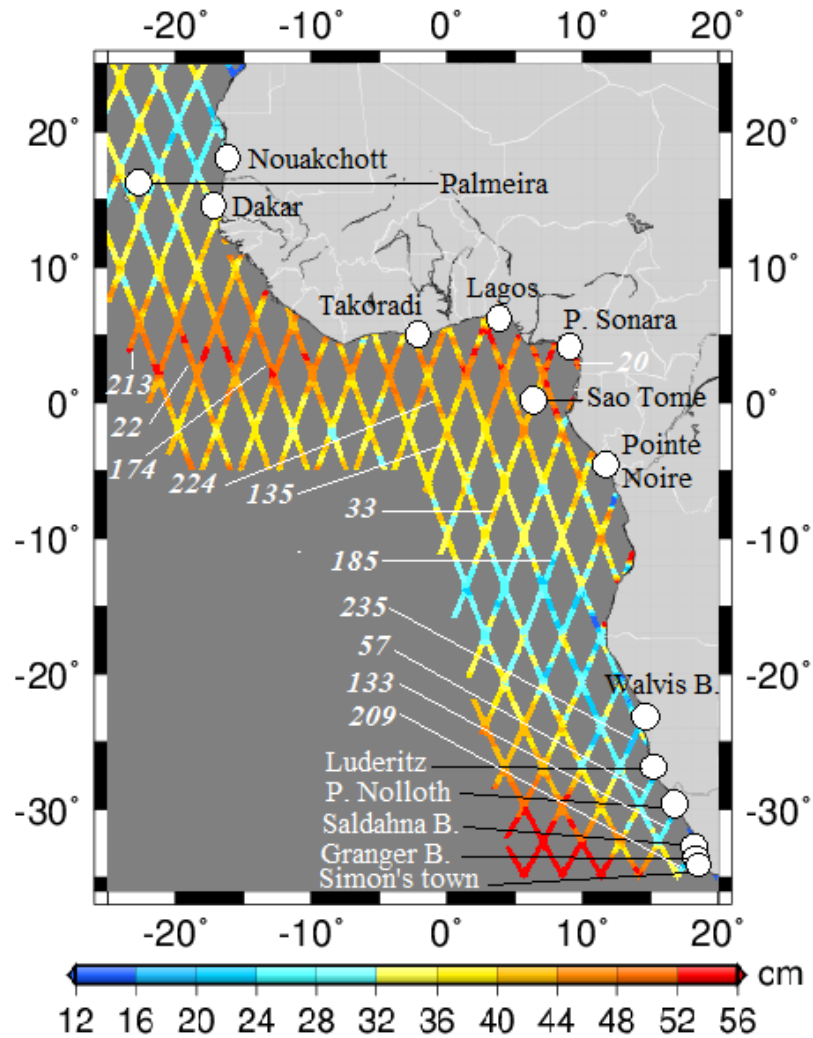 -20° -10° 0° 10° 20°
20°
Nouakchott
Palmeira
Dakar
10°
Lagos
Takoradi
P. Sonara
20
213
0°
Sao Tome
22
174
Pointe
Noire
224
135
33
-10°
185
235
57
-20°
Walvis B.
133
209
Luderitz
P. Nolloth
-30°
Saldahna B.
Granger B.
Simon's town
-20° -10° 0° 10° 20°
cm
12 16 20 24 28 32 36 40 44 48 52 56